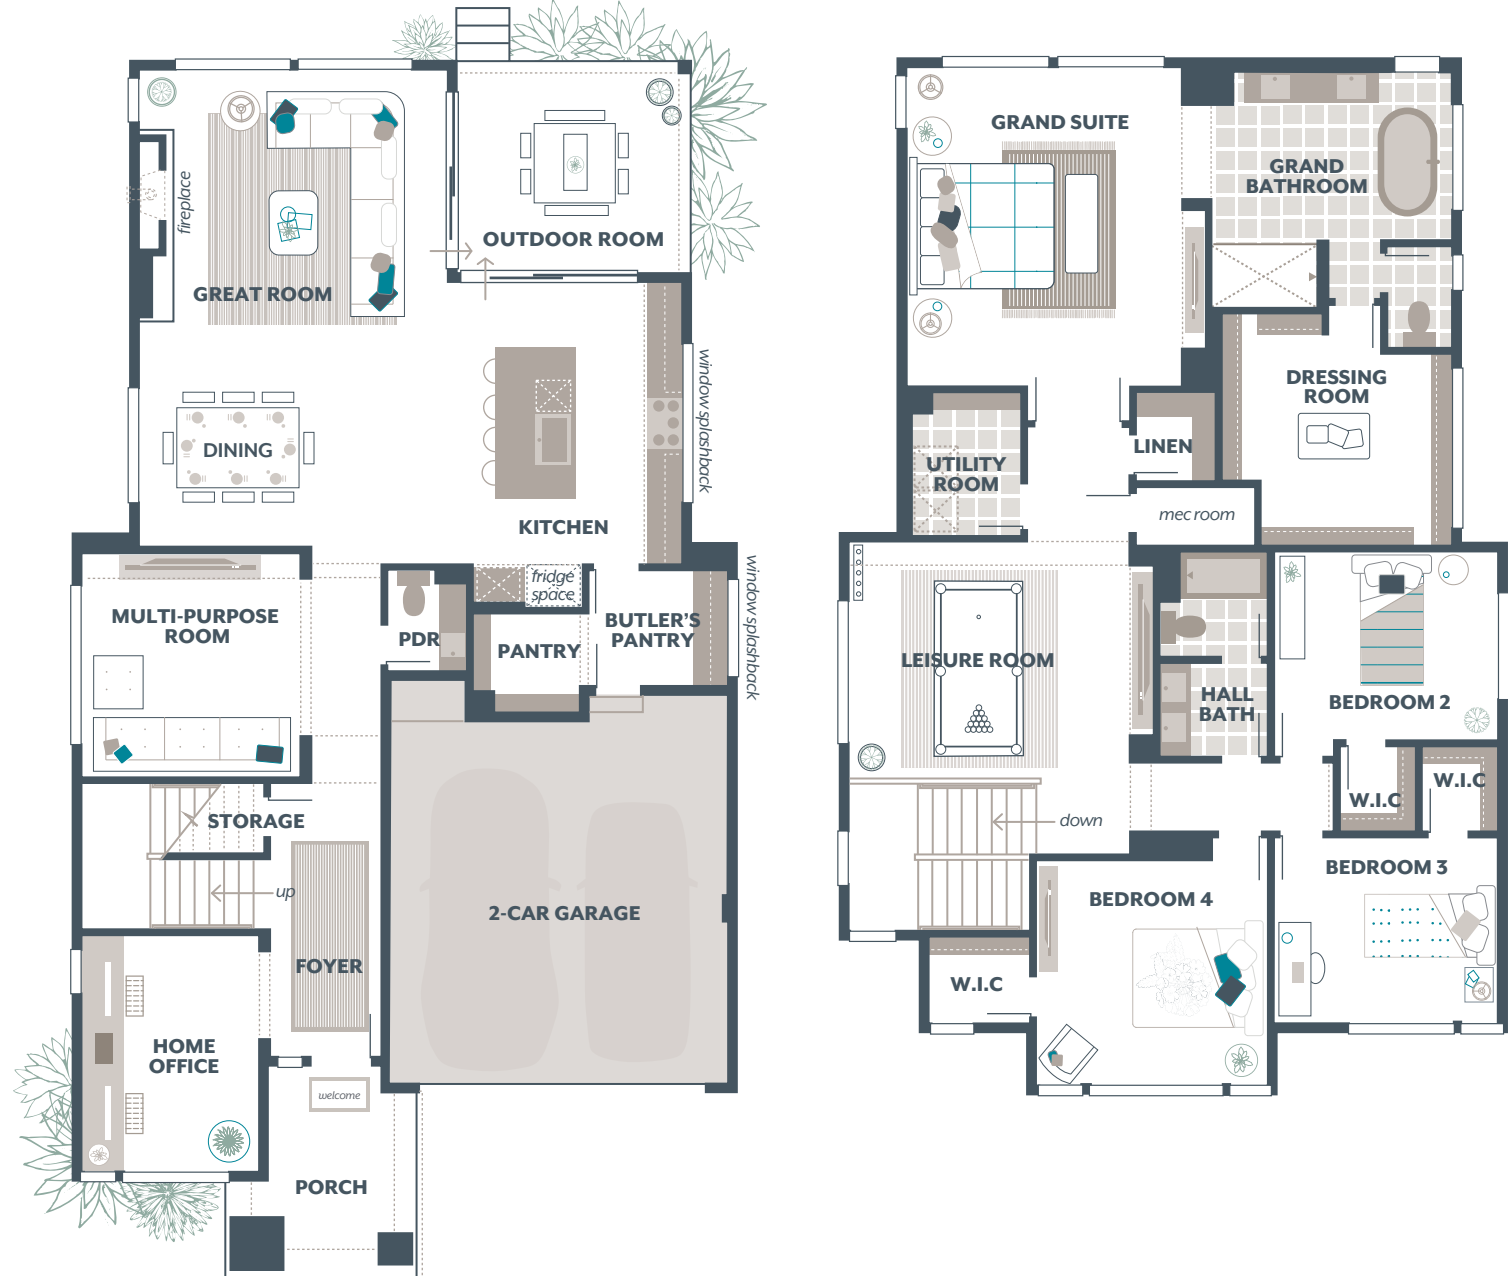 OUTDOOR ROOM
GREAT ROOM
fireplace
DINING
KITCHEN
window splashback
fridge
space
window splashback
MULTI-PURPOSE
ROOM
PDR
PANTRY
BUTLER'S
PANTRY
STORAGE
up
2-CAR GARAGE
FOYER
HOME
OFFICE
welcome
PORCH
GRAND SUITE
GRAND
BATHROOM
DRESSING
ROOM
LINEN
UTILITY
ROOM
mec room
LEISURE ROOM
HALL
BATH
BEDROOM 2
W.I.C
W.I.C
down
BEDROOM 3
BEDROOM 4
W.I.C